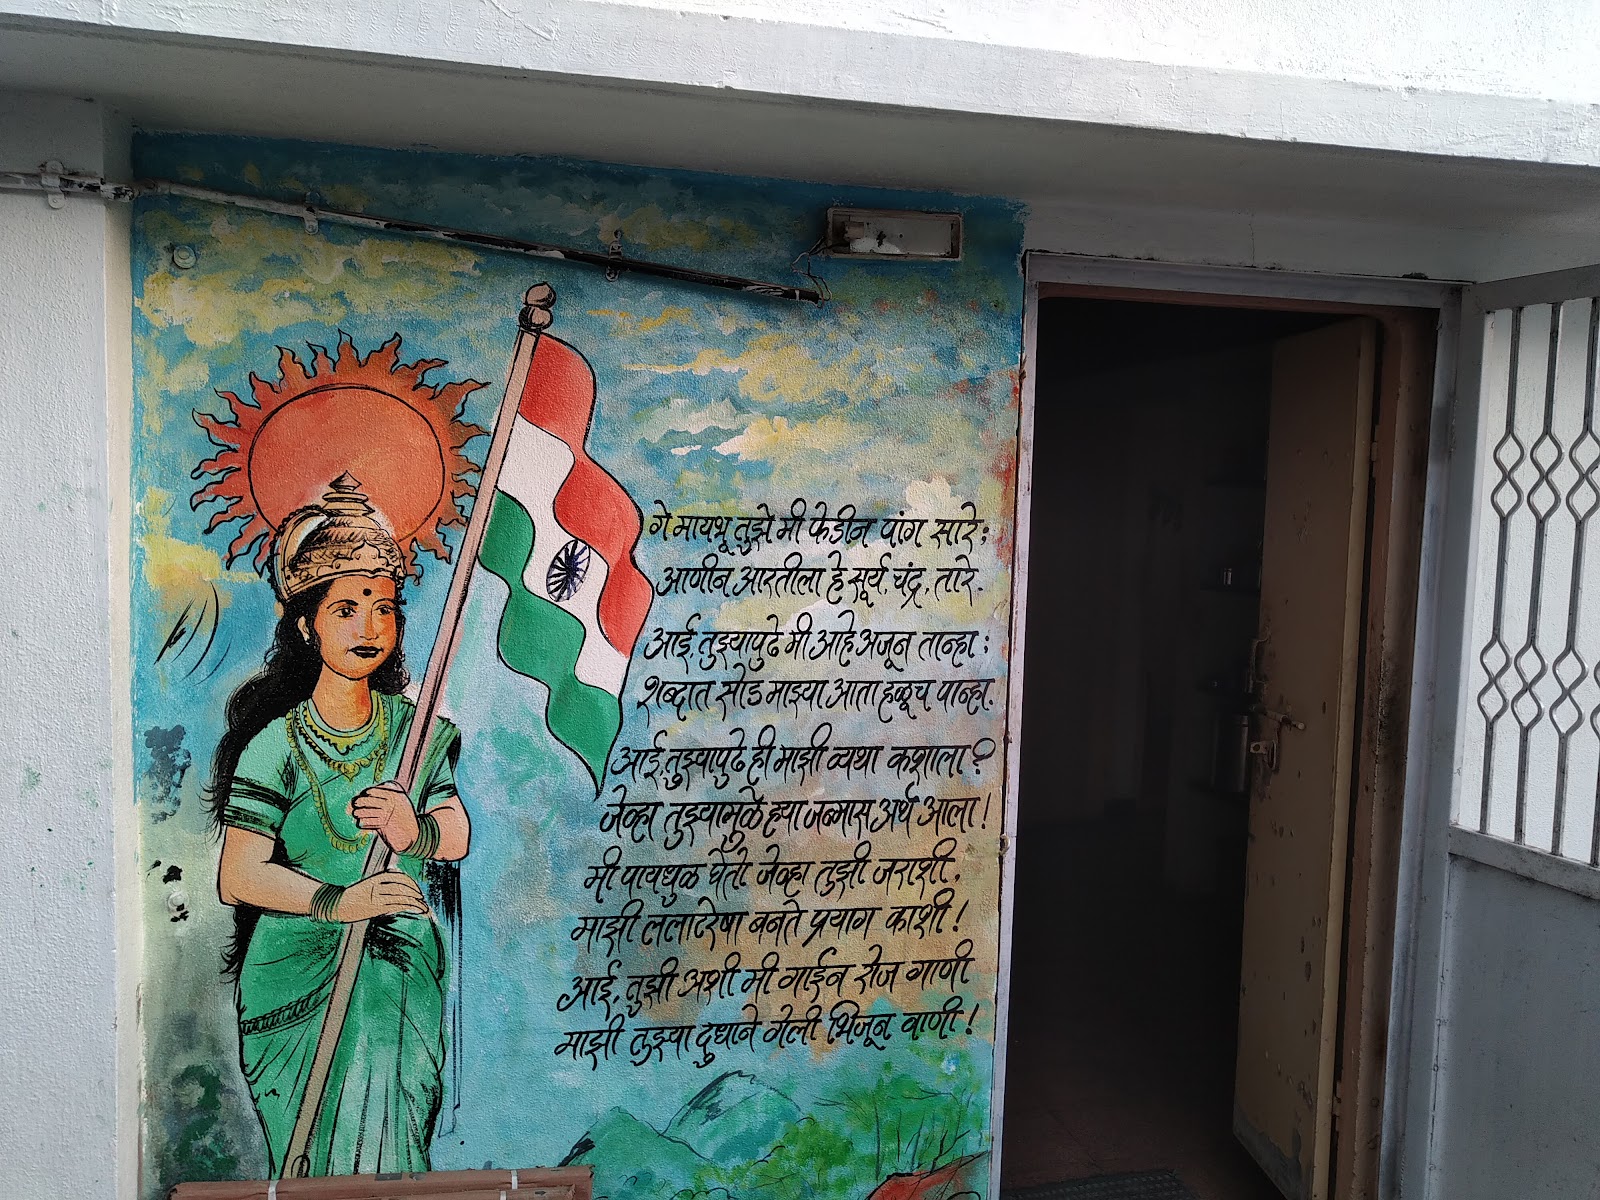 गे मायभू तुझे मी फेडीन पांग सारे;
आणीन आरतीला हे सूर्य, चंद्र, तारे.
आई, तुझ्यापुढे मी आहे अजून तान्हा;
शब्दात सोड माझ्या आता हळूच पान्हा.
आई, तुझ्यापुढे ही माझी व्यथा कशाला?
जेव्हा तुझ्यामुळे ह्या जन्मास अर्थ आला!
मी पायधुळ घेतो जेव्हा तुझी जराशी,
माझी ललाटरेषा बनते प्रयाग काशी!
आई, तुझी अशी मी गाईन रोज गाणी
माझी तुझ्या दुधाने गेली भिजून वाणी!